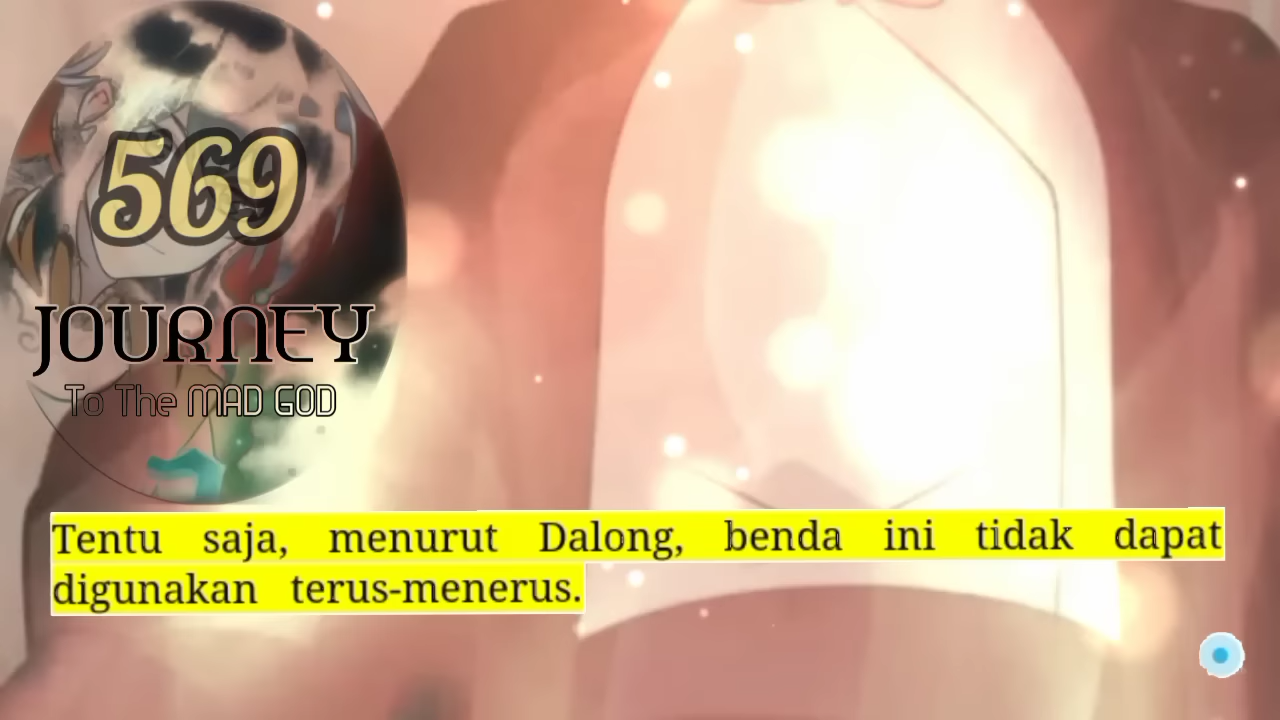 569
JOURNEY
To The MAD GOD
Tentu saja, menurut Dalong, benda ini tidak dapat
digunakan terus-menerus.